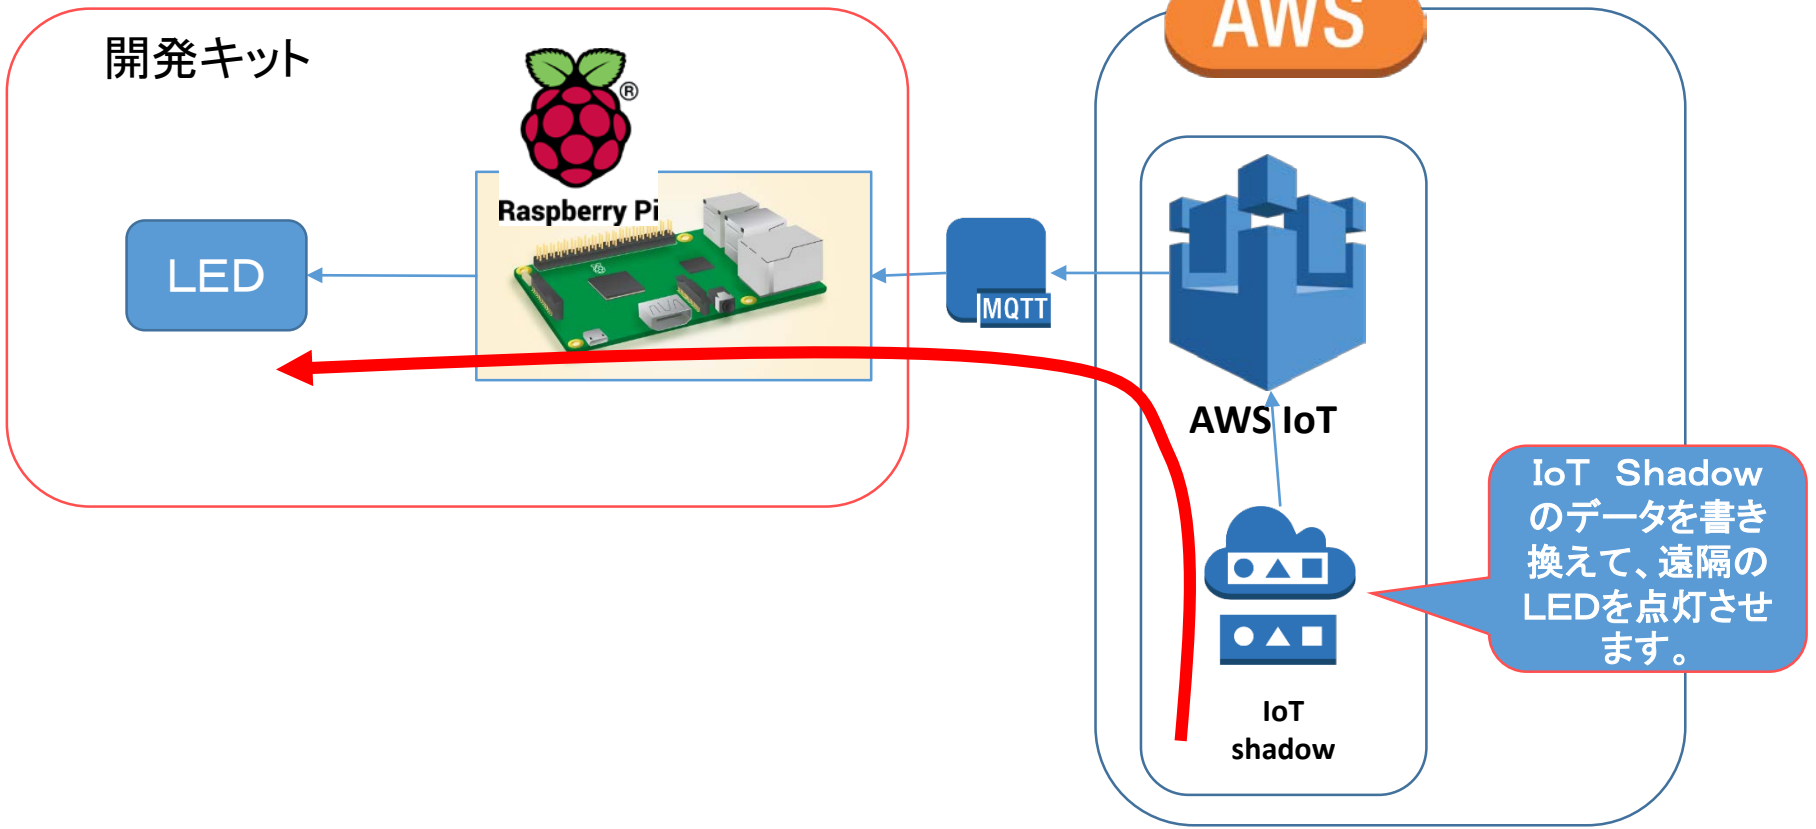 開発キット
AWS
®
Raspberry Pi
LED
MQTT
AWS IoT
IoT Shadow
のデータを書き
換えて、遠隔の
LEDを点灯させ
ます。
IoT
shadow